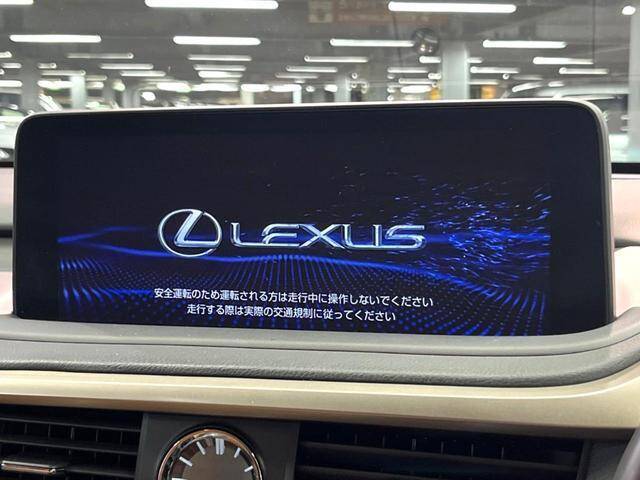 LEXUS
安全運転のため運転される方は走行中に操作しないでください
走行する際は実際の交通規制に従ってください